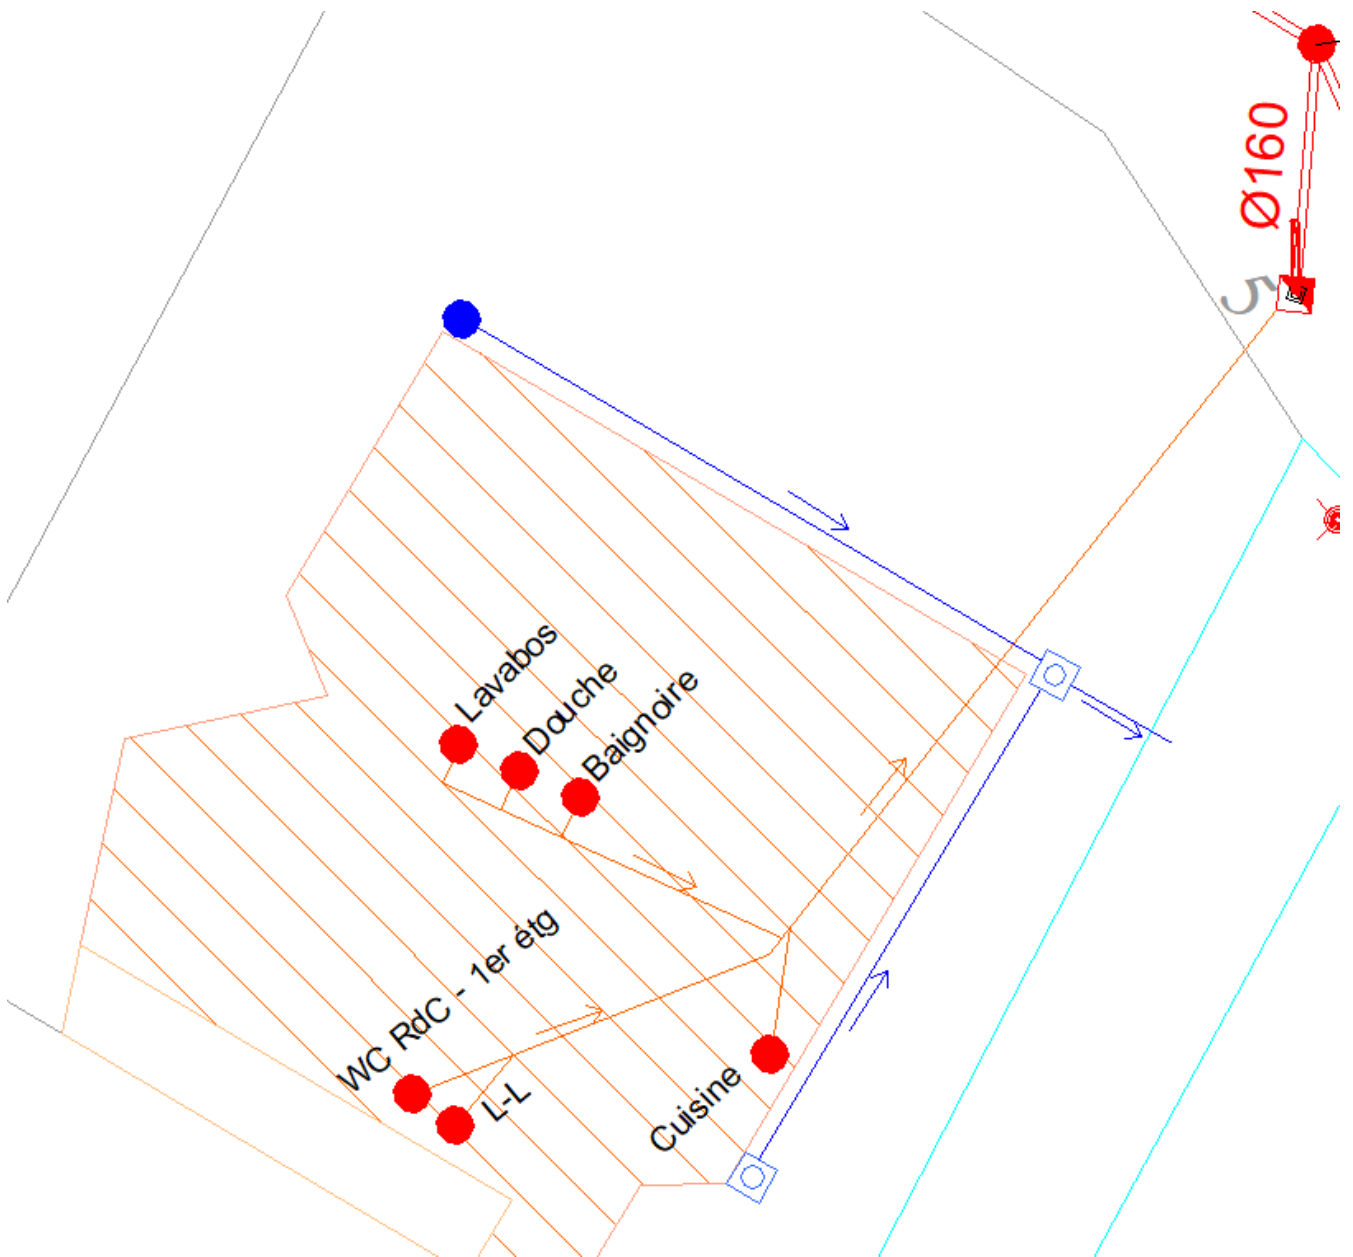 Ø160
5
Lavabos
Douche
Baignoire
WC RdC - 1er étg
L-L
Cuisine